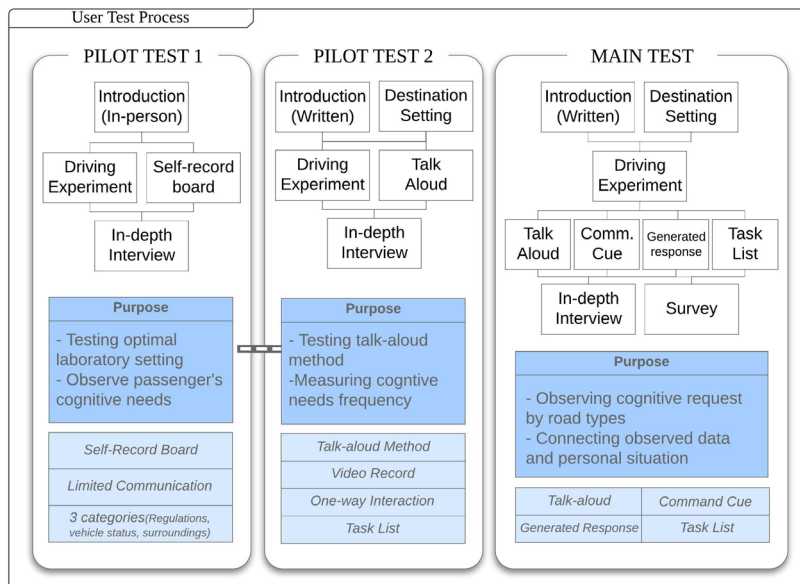 User Test Process
PILOT TEST 1
Introduction
(In-person)
Driving
Experiment
Self-record
board
In-depth
Interview
Purpose
- Testing optimal
laboratory setting
- Observe passenger's
cognitive needs
Self-Record Board
Limited Communication
3 categories(Regulations,
vehicle status, surroundings)
PILOT TEST 2
Introduction
(Written)
Destination
Setting
Driving
Experiment
Talk
Aloud
In-depth
Interview
Purpose
- Testing talk-aloud
method
-Measuring cogntive
needs frequency
Talk-aloud Method
Video Record
One-way Interaction
Task List
MAIN TEST
Introduction
(Written)
Destination
Setting
Driving
Experiment
Talk
Aloud
Comm.
Cue
Generated
response
Task
List
In-depth
Interview
Survey
Purpose
- Observing cognitive request
by road types
- Connecting observed data
and personal situation
Talk-aloud
Command Cue
Generated Response
Task List